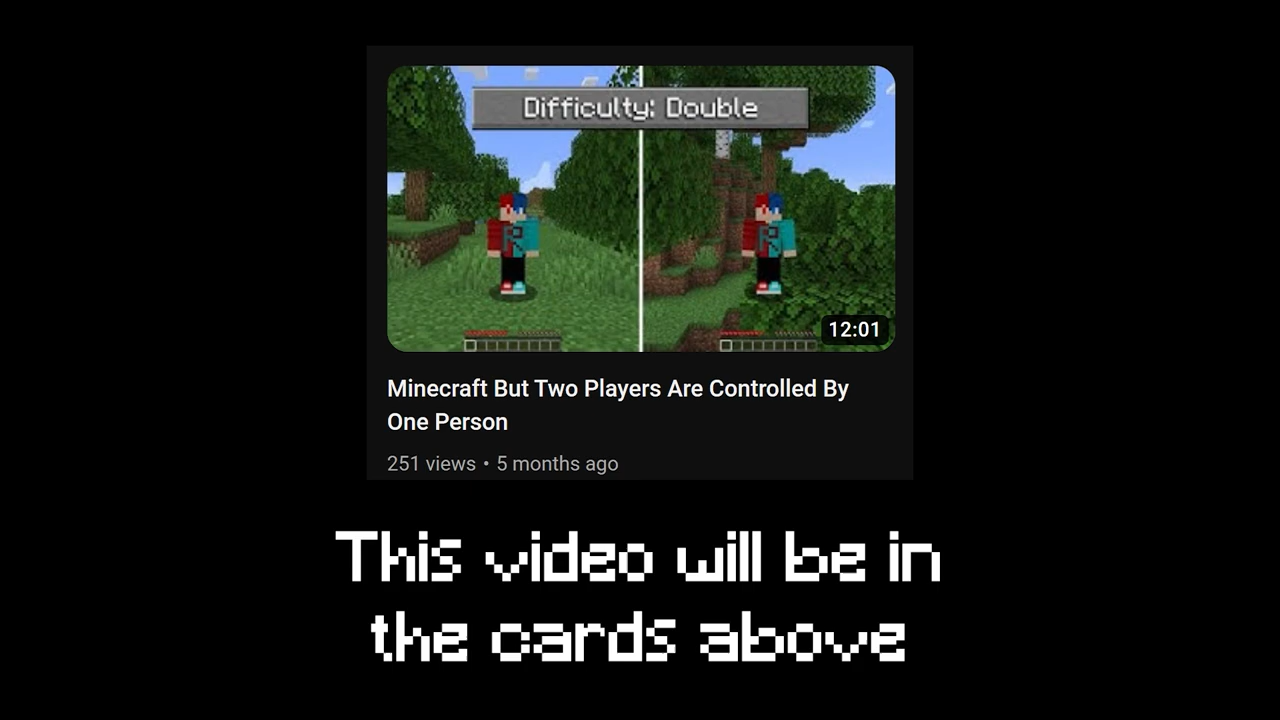 Difficulty: Double
12:01
Minecraft But Two Players Are Controlled By
One Person
251 views • 5 months ago
This video will be in
the cards above